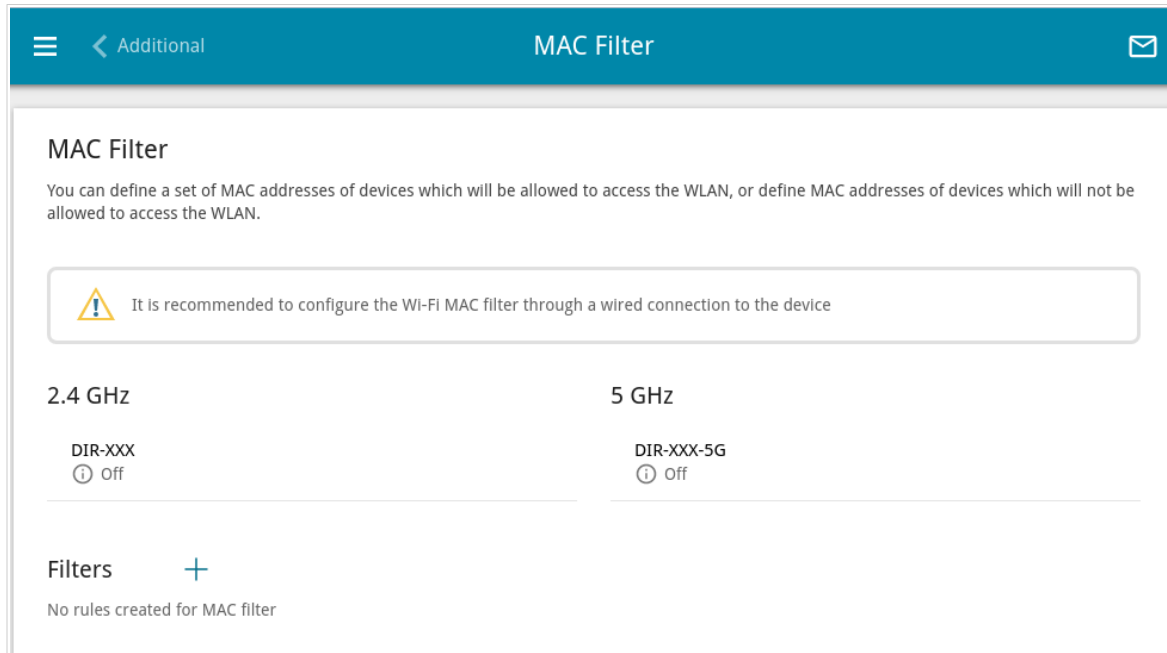 Additional
MAC Filter
MAC Filter
You can define a set of MAC addresses of devices which will be allowed to access the WLAN, or define MAC addresses of devices which will not be
allowed to access the WLAN.
It is recommended to configure the Wi-Fi MAC filter through a wired connection to the device
2.4 GHz
DIR-XXX
Off
5 GHz
DIR-XXX-5G
Off
Filters
No rules created for MAC filter